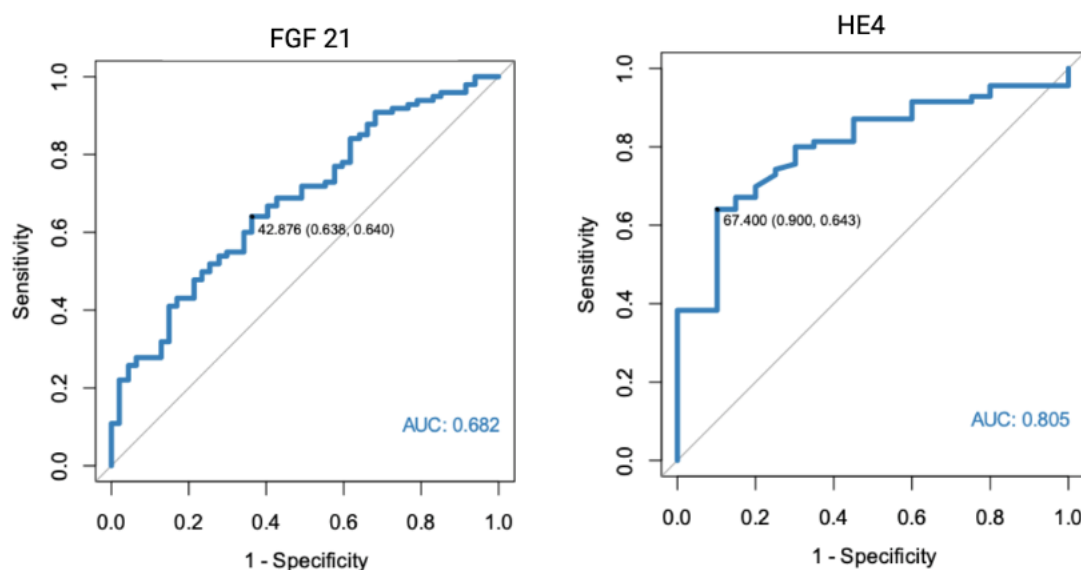 FGF 21
Sensitivity
1.0
0.8
0.6
0.4
0.2
0.0
42.876 (0.638, 0.640)
AUC: 0.682
0.0 0.2 0.4 0.6 0.8 1.0
1 - Specificity
HE4
Sensitivity
1.0
0.8
0.6
0.4
0.2
0.0
67.400 (0.900, 0.643)
AUC: 0.805
0.0 0.2 0.4 0.6 0.8 1.0
1 - Specificity